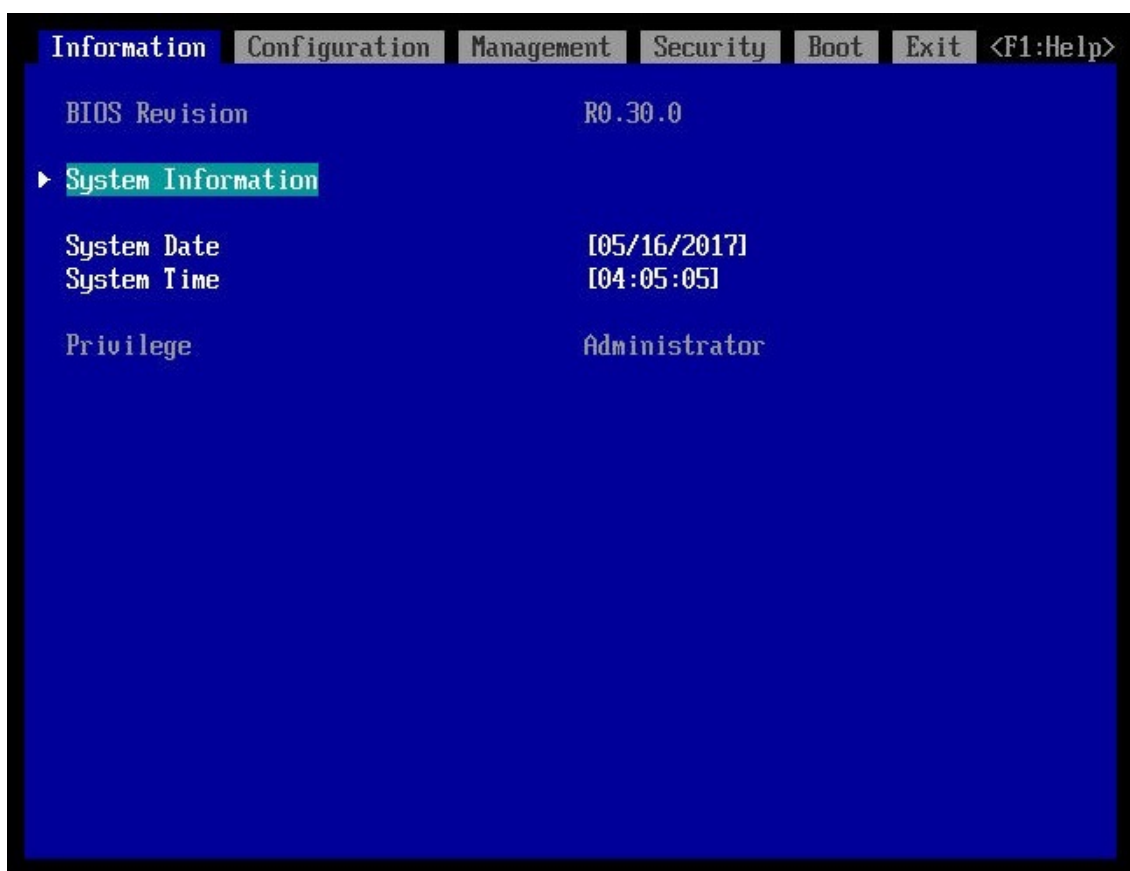 Information Configuration Management Security Boot Exit <F1:Help>
BIOS Revision R0.30.0
System Information
System Date [05/16/2017]
System Time [04:05:05]
Privilege Administrator